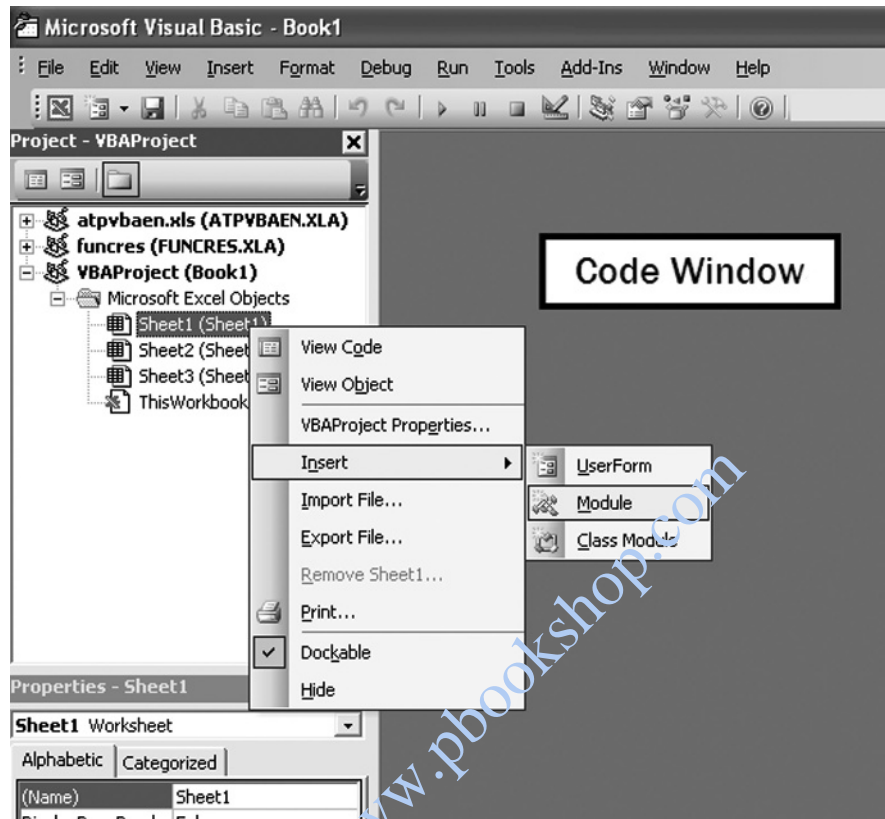 Microsoft Visual Basic - Book1
File Edit View Insert Format Debug Run Tools Add-Ins Window Help
Project - VBAProject
atpvbaen.xls (ATPVBAEN.XLA)
funcres (FUNCRES.XLA)
VBAProject (Book1)
Microsoft Excel Objects
Sheet1 (Sheet1)
Sheet2 (Sheet
Sheet3 (Sheet
ThisWorkbook
Code Window
View Code
View Object
VBAProject Properties...
Insert
Import File...
Export File...
Remove Sheet1...
Print...
Dockable
Hide
UserForm
Module
Class Module
Properties - Sheet1
Sheet1 Worksheet
Alphabetic Categorized
(Name) Sheet1
www.pbookshop.com